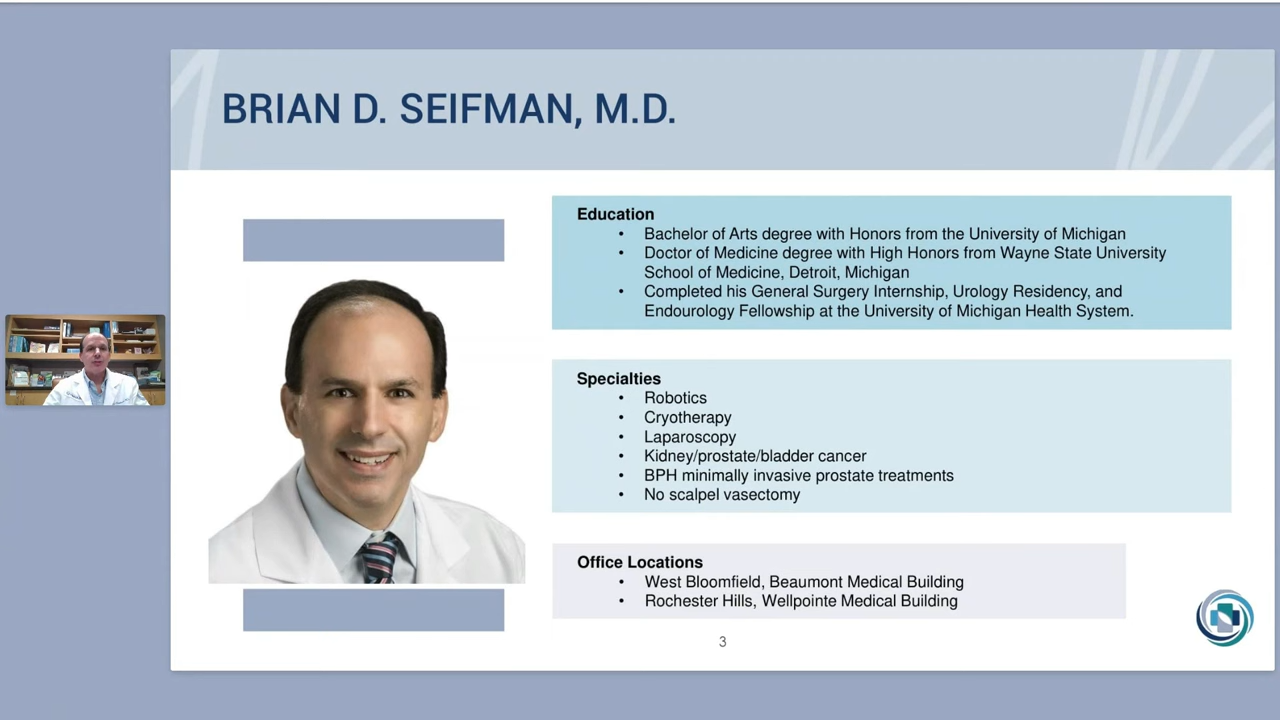 BRIAN D. SEIFMAN, M.D.
Education
• Bachelor of Arts degree with Honors from the University of Michigan
• Doctor of Medicine degree with High Honors from Wayne State University
School of Medicine, Detroit, Michigan
• Completed his General Surgery Internship, Urology Residency, and
Endourology Fellowship at the University of Michigan Health System.
Specialties
• Robotics
• Cryotherapy
• Laparoscopy
• Kidney/prostate/bladder cancer
• BPH minimally invasive prostate treatments
• No scalpel vasectomy
Office Locations
• West Bloomfield, Beaumont Medical Building
• Rochester Hills, Wellpointe Medical Building
3